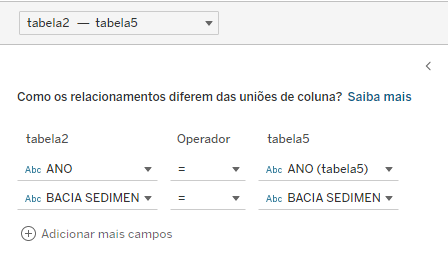 tabela2 — tabela5
Como os relacionamentos diferem das uniões de coluna? Saiba mais
tabela2 Operador tabela5
Abc ANO = Abc ANO (tabela5)
Abc BACIA SEDIMEN = Abc BACIA SEDIMEN
Adicionar mais campos